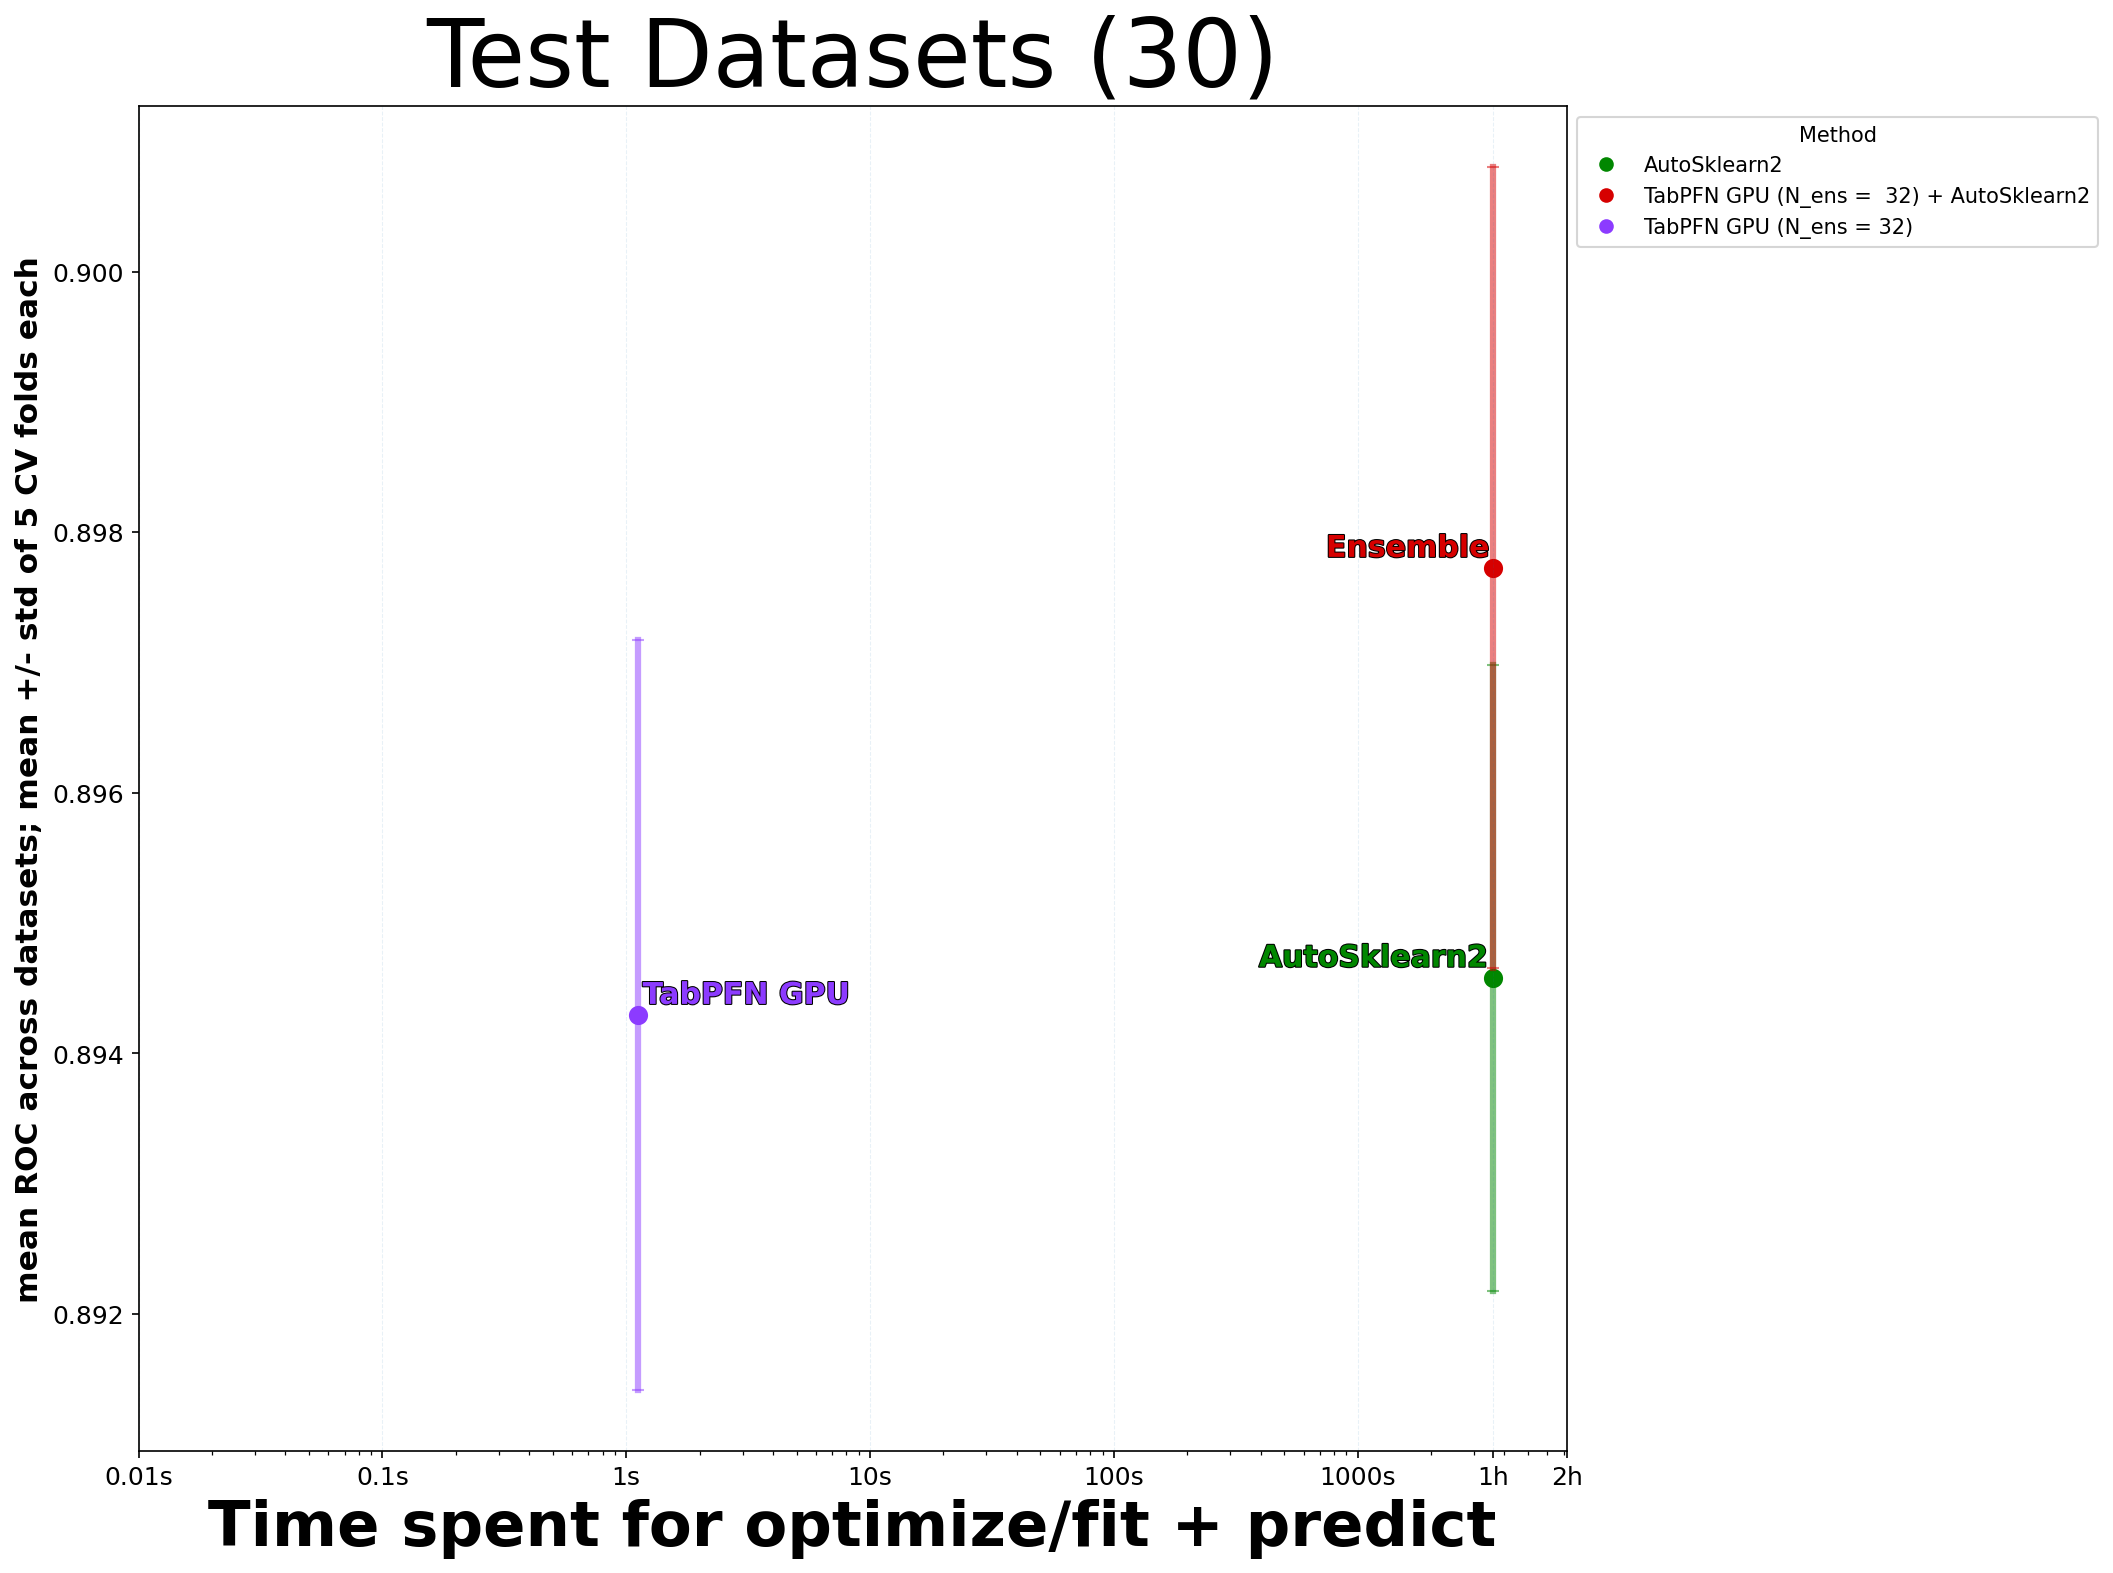 Test Datasets (30)
mean ROC across datasets; mean +/- std of 5 CV folds each
0.900
0.898
0.896
0.894
0.892
Ensemble
AutoSklearn2
TabPFN GPU
0.01s
0.1s
1s
10s
100s
1000s
1h
2h
Time spent for optimize/fit + predict
Method
AutoSklearn2
TabPFN GPU (N_ens =  32) + AutoSklearn2
TabPFN GPU (N_ens = 32)